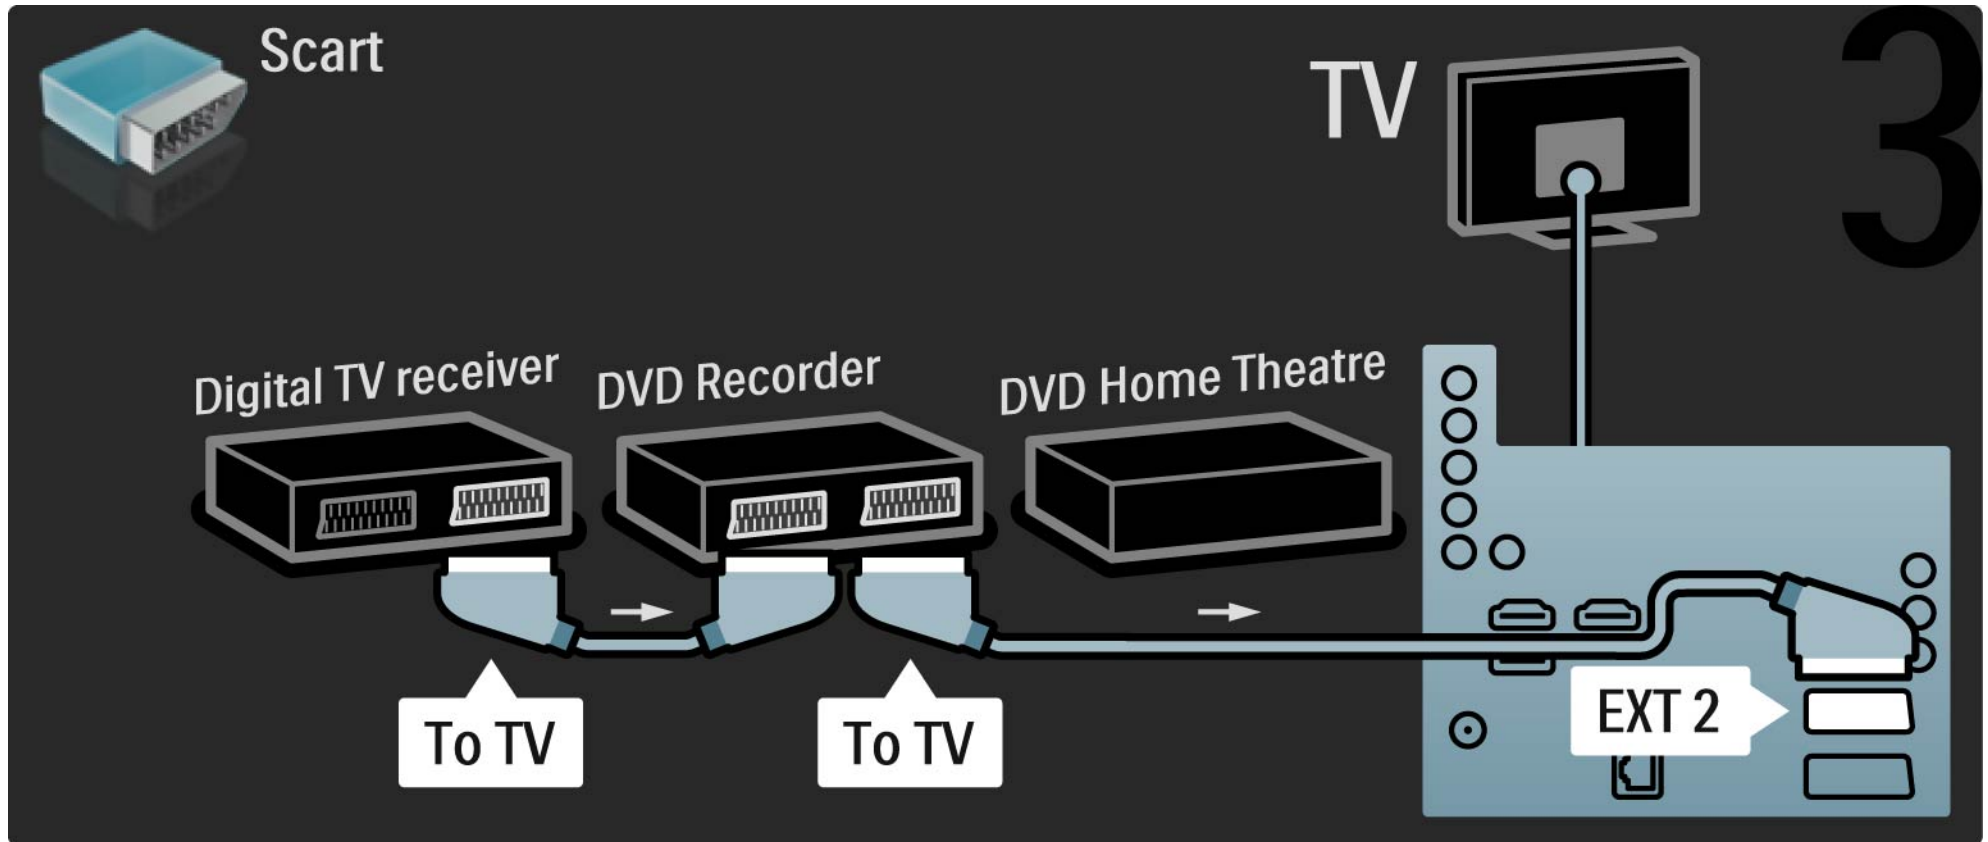 Scart
TV
3
Digital TV receiver
DVD Recorder
DVD Home Theatre
To TV
To TV
EXT 2